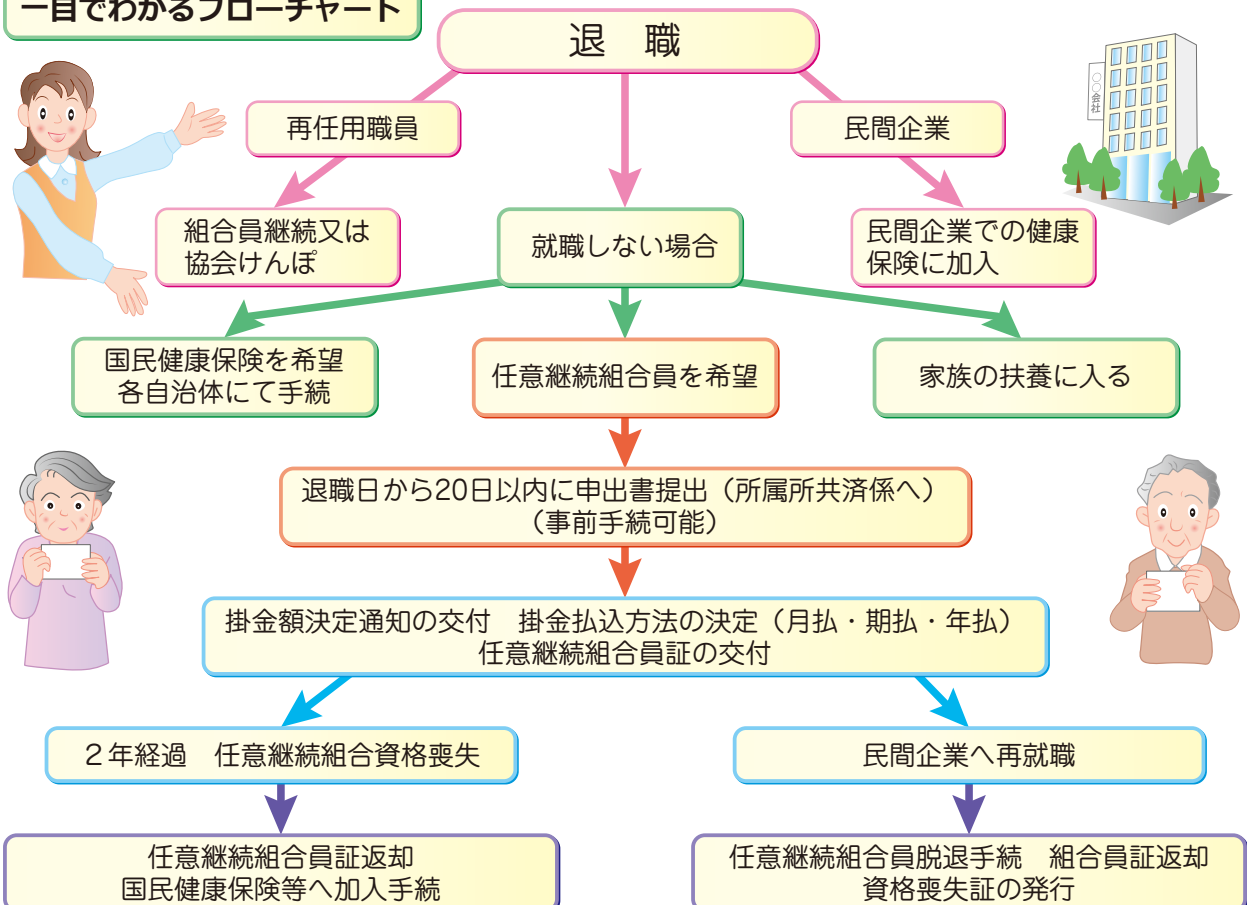 一目でわかるフローチャート
退　職
再任用職員
民間企業
〇〇会社
組合員継続又は
協会けんぽ
就職しない場合
民間企業での健康
保険に加入
国民健康保険を希望
各自治体にて手続
任意継続組合員を希望
家族の扶養に入る
退職日から20日以内に申出書提出（所属所共済係へ）
（事前手続可能）
掛金額決定通知の交付　掛金払込方法の決定（月払・期払・年払）
任意継続組合員証の交付
２年経過　任意継続組合資格喪失
民間企業へ再就職
任意継続組合員証返却
国民健康保険等へ加入手続
任意継続組合員脱退手続　組合員証返却
資格喪失証の発行